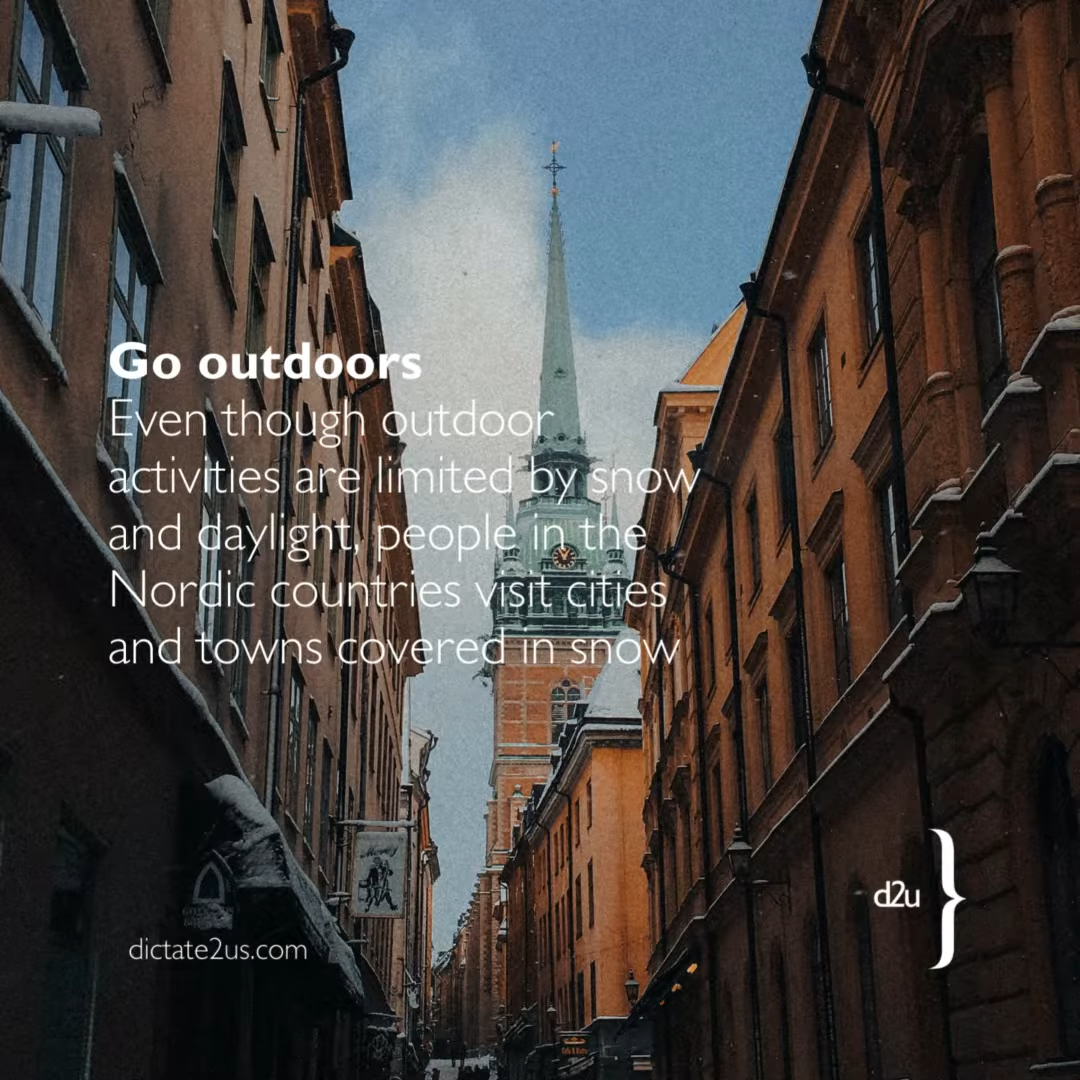 Go outdoors
Even though outdoor
activities are limited by snow
and daylight, people in the
Nordic countries visit cities
and towns covered in snow
d2u
dictate2us.com